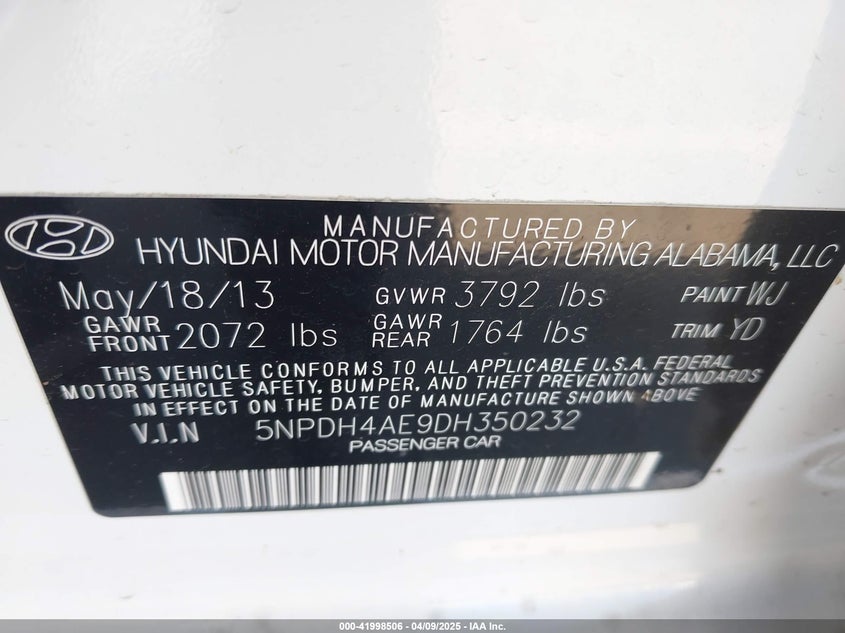 MANUFACTURED BY
HYUNDAI MOTOR MANUFACTURING ALABAMA, LLC
May/18/13 GVWR 3792 lbs PAINT WJ
GAWR FRONT 2072 lbs GAWR REAR 1764 lbs TRIM YD
THIS VEHICLE CONFORMS TO ALL APPLICABLE U.S.A. FEDERAL
MOTOR VEHICLE SAFETY, BUMPER, AND THEFT PREVENTION STANDARDS
IN EFFECT ON THE DATE OF MANUFACTURE SHOWN ABOVE
V.I.N 5NPDH4AE9DH350232
PASSENGER CAR
000-41998506 - 04/09/2025 - IAA Inc.